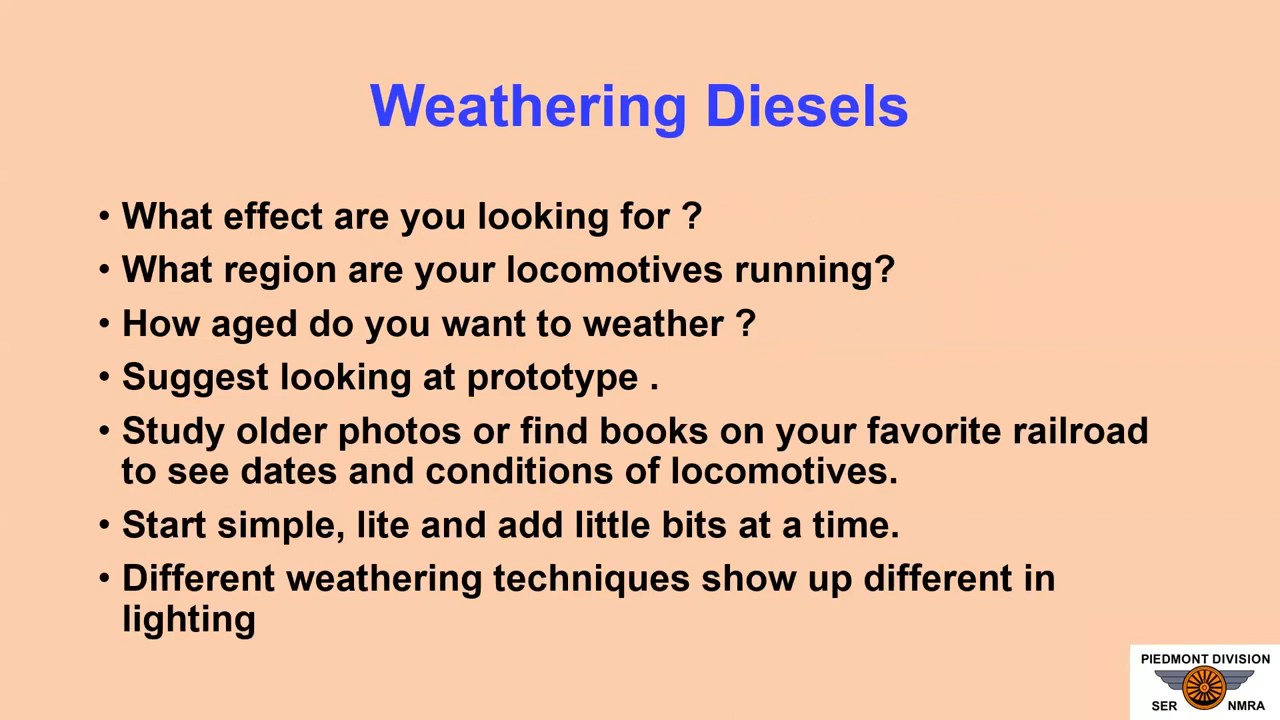 Weathering Diesels
• What effect are you looking for ?
• What region are your locomotives running?
• How aged do you want to weather ?
• Suggest looking at prototype .
• Study older photos or find books on your favorite railroad
to see dates and conditions of locomotives.
• Start simple, lite and add little bits at a time.
• Different weathering techniques show up different in
lighting
PIEDMONT DIVISION
SER NMRA